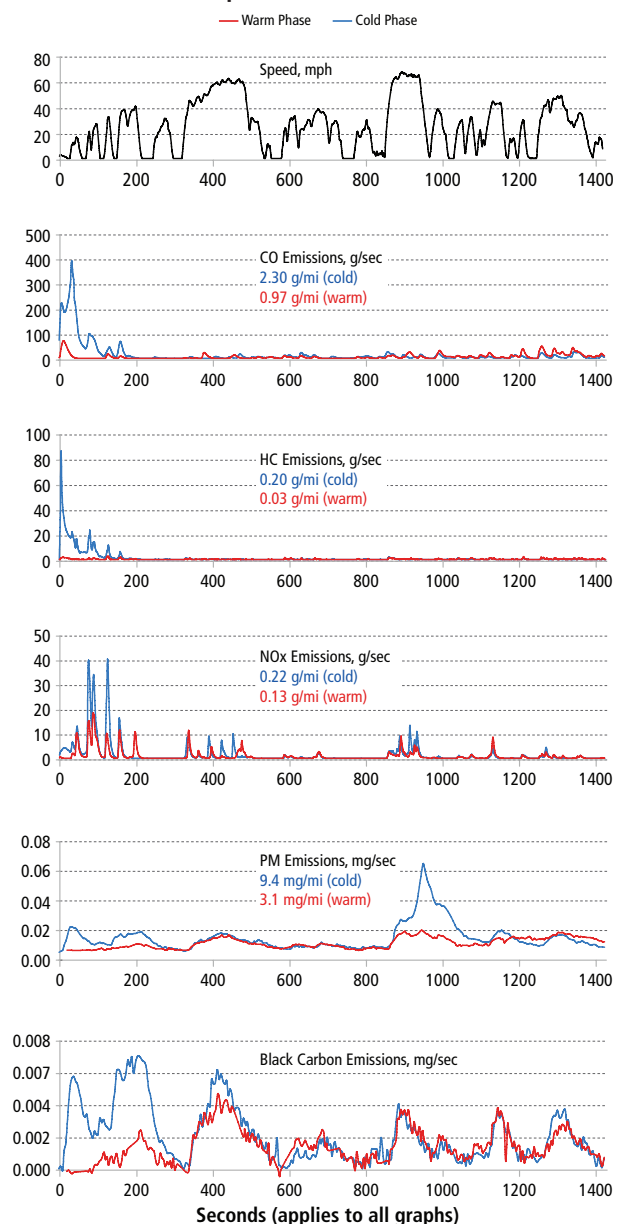 Warm Phase Cold Phase
Speed, mph
80
60
40
20
0
0 200 400 600 800 1000 1200 1400
CO Emissions, g/sec
2.30 g/mi (cold)
0.97 g/mi (warm)
500
400
300
200
100
0
0 200 400 600 800 1000 1200 1400
HC Emissions, g/sec
0.20 g/mi (cold)
0.03 g/mi (warm)
100
80
60
40
20
0
0 200 400 600 800 1000 1200 1400
NOx Emissions, g/sec
0.22 g/mi (cold)
0.13 g/mi (warm)
50
40
30
20
10
0
0 200 400 600 800 1000 1200 1400
PM Emissions, mg/sec
9.4 mg/mi (cold)
3.1 mg/mi (warm)
0.08
0.06
0.04
0.02
0.00
0 200 400 600 800 1000 1200 1400
Black Carbon Emissions, mg/sec
0.008
0.007
0.004
0.002
0.000
0 200 400 600 800 1000 1200 1400
Seconds (applies to all graphs)